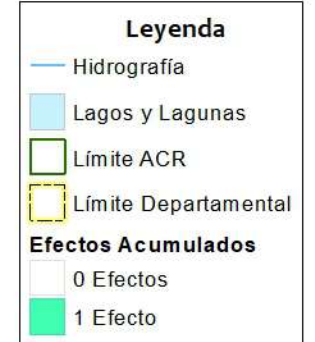 Leyenda
Hidrografía
Lagos y Lagunas
Límite ACR
Límite Departamental
Efectos Acumulados
0 Efectos
1 Efecto